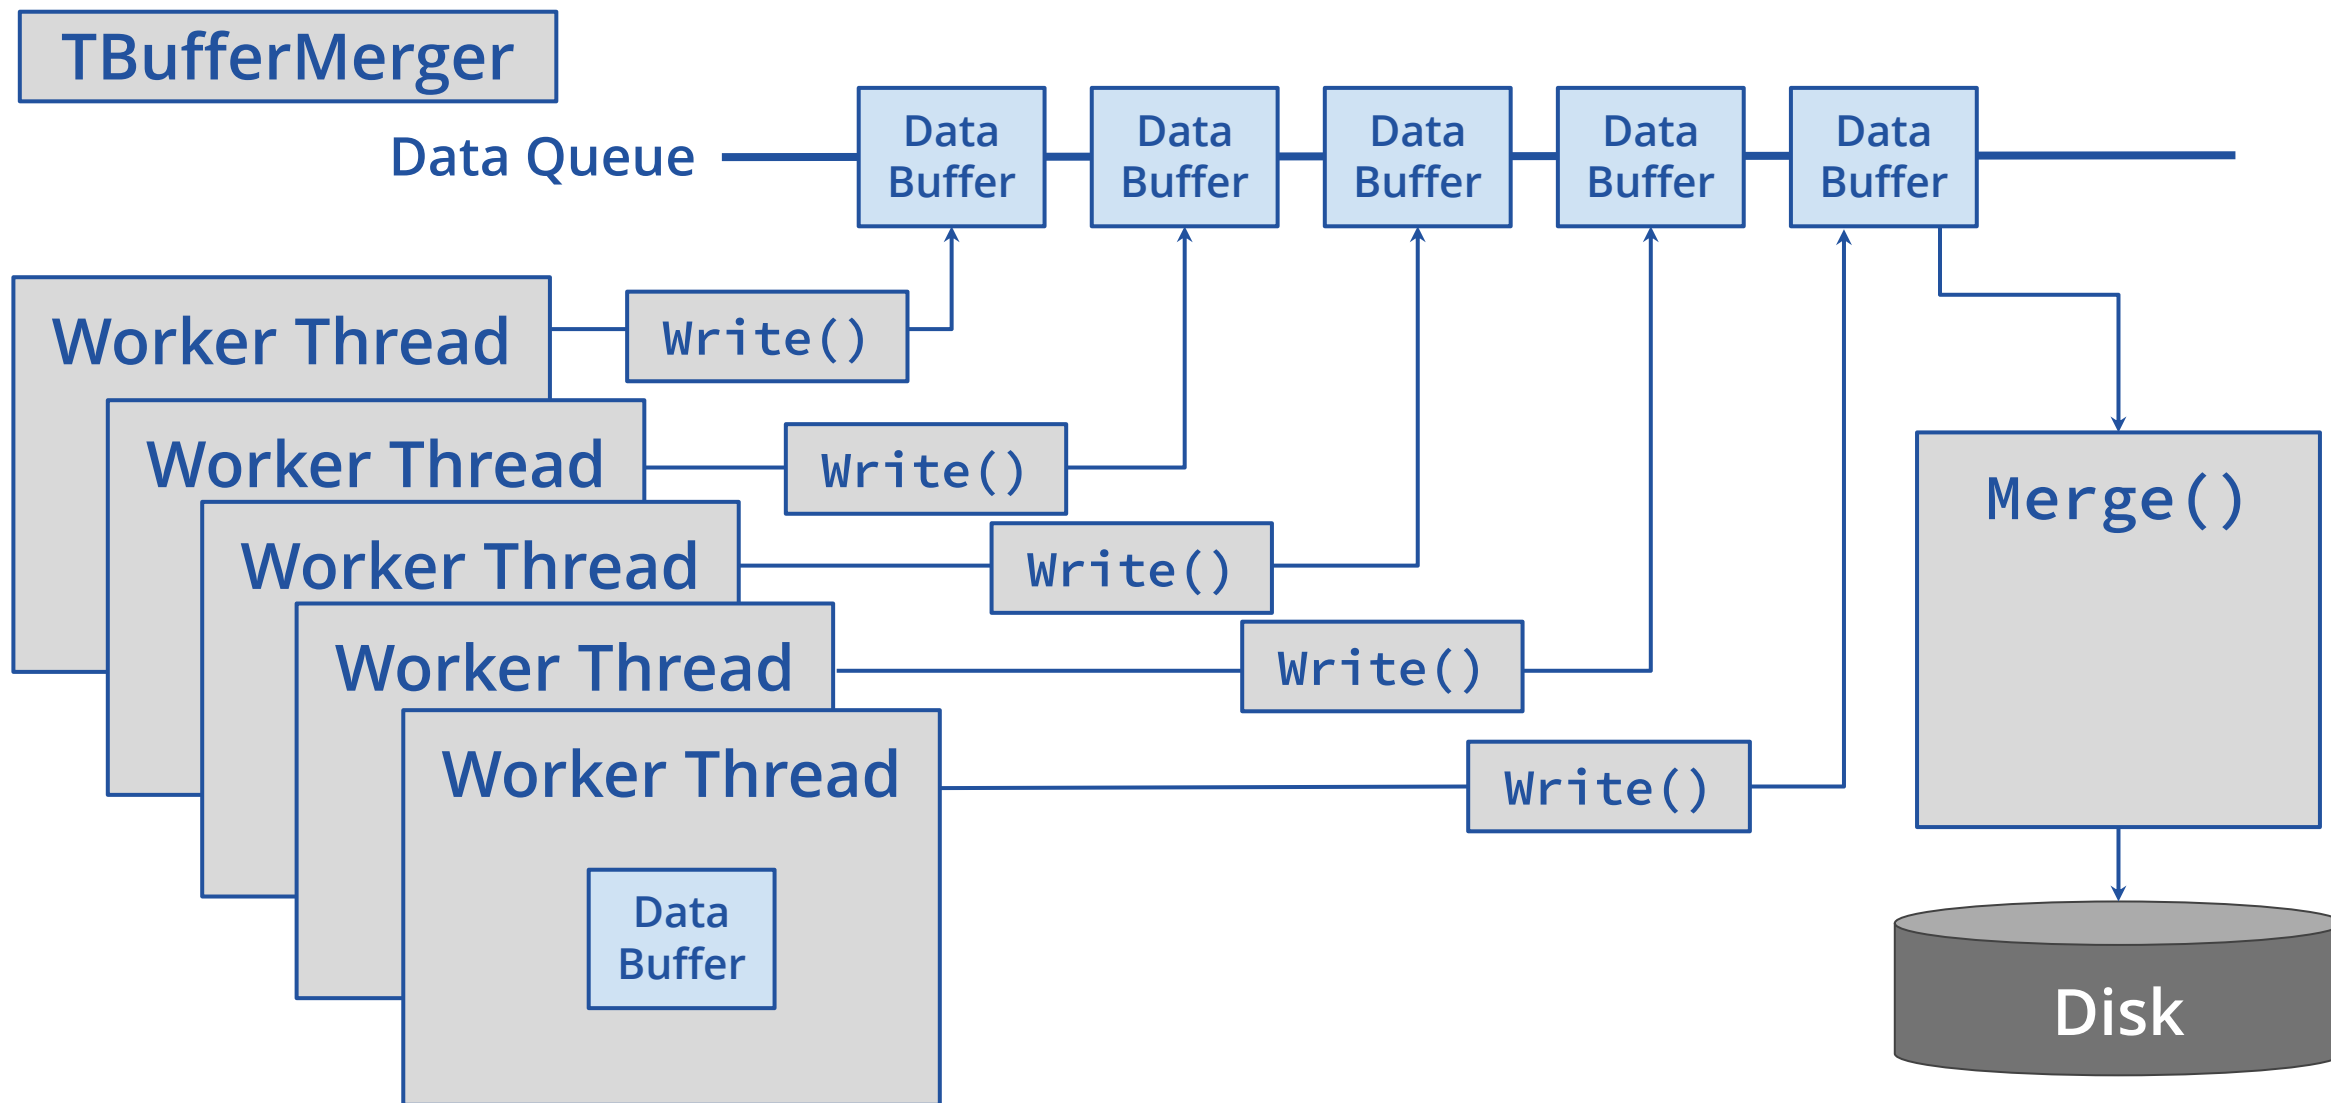 TBufferMerger
Data Queue
Data
Buffer
Data
Buffer
Data
Buffer
Data
Buffer
Data
Buffer
Worker Thread
Write()
Worker Thread
Write()
Worker Thread
Write()
Worker Thread
Write()
Worker Thread
Write()
Data
Buffer
Merge()
Disk